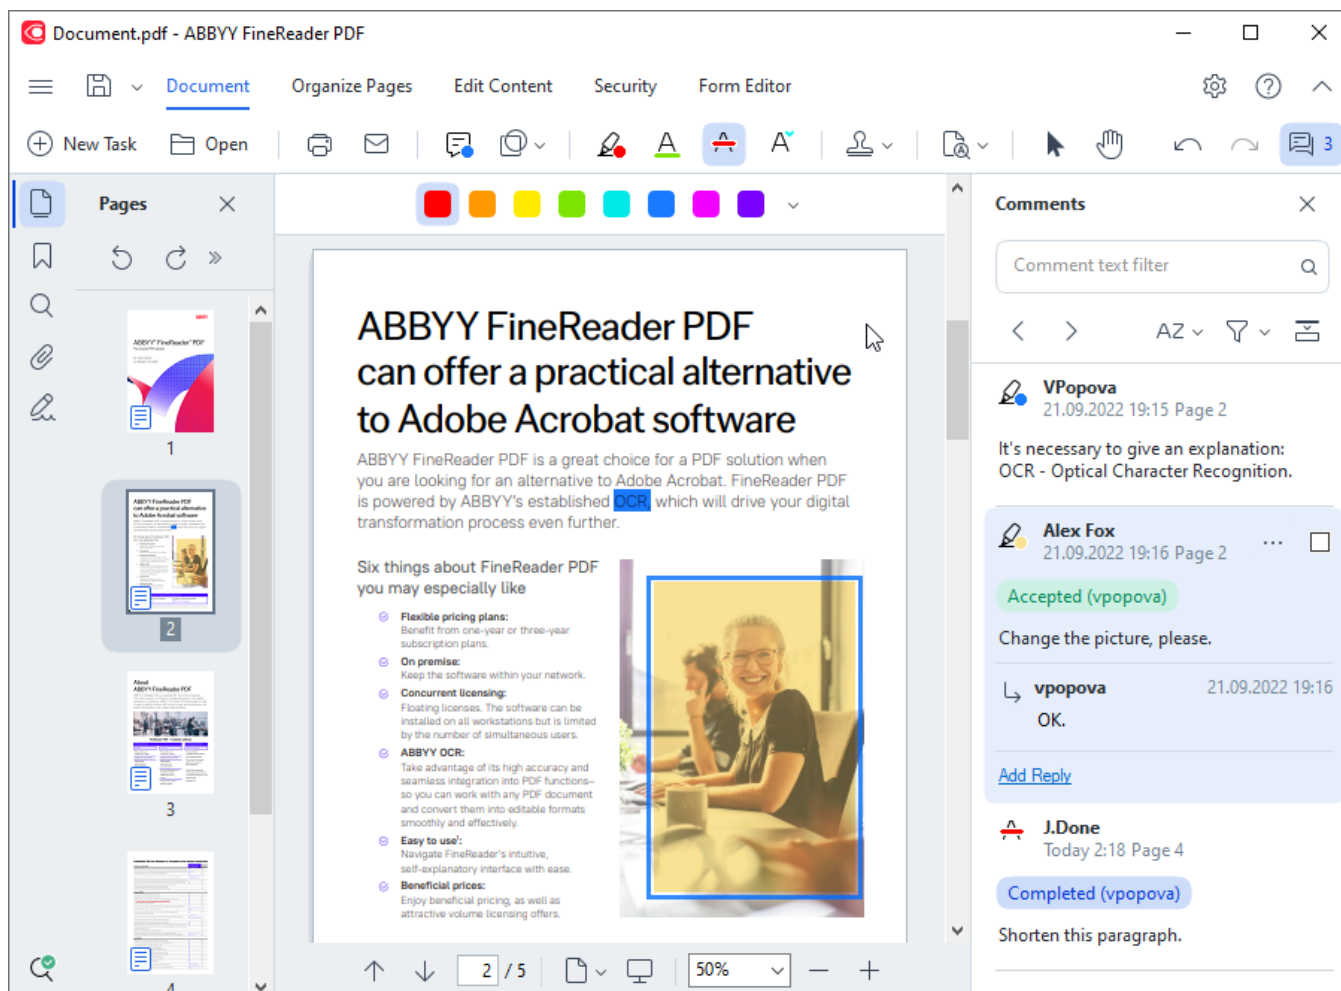 Document.pdf - ABBYY FineReader PDF
Document
Organize Pages
Edit Content
Security
Form Editor
New Task
Open
A
A
A
3
Pages
1
2
3
4
ABBYY FineReader PDF
can offer a practical alternative
to Adobe Acrobat software
ABBYY FineReader PDF is a great choice for a PDF solution when
you are looking for an alternative to Adobe Acrobat. FineReader PDF
is powered by ABBYY's established OCR, which will drive your digital
transformation process even further.
Six things about FineReader PDF
you may especially like
Flexible pricing plans:
Benefit from one-year or three-year
subscription plans.
On premise:
Keep the software within your network.
Concurrent licensing:
Floating licenses. The software can be
installed on all workstations but is limited
by the number of simultaneous users.
ABBYY OCR:
Take advantage of its high accuracy and
seamless integration into PDF functions—
so you can work with any PDF document
and convert them into editable formats
smoothly and effectively.
Easy to use¹:
Navigate FineReader's intuitive,
self-explanatory interface with ease.
Beneficial prices:
Enjoy beneficial pricing, as well as
attractive volume licensing offers.
2 / 5
50%
Comments
Comment text filter
AZ
VPopova
21.09.2022 19:15 Page 2
It's necessary to give an explanation:
OCR - Optical Character Recognition.
Alex Fox
21.09.2022 19:16 Page 2
Accepted (vpopova)
Change the picture, please.
vpopova 21.09.2022 19:16
OK.
Add Reply
J.Done
Today 2:18 Page 4
Completed (vpopova)
Shorten this paragraph.